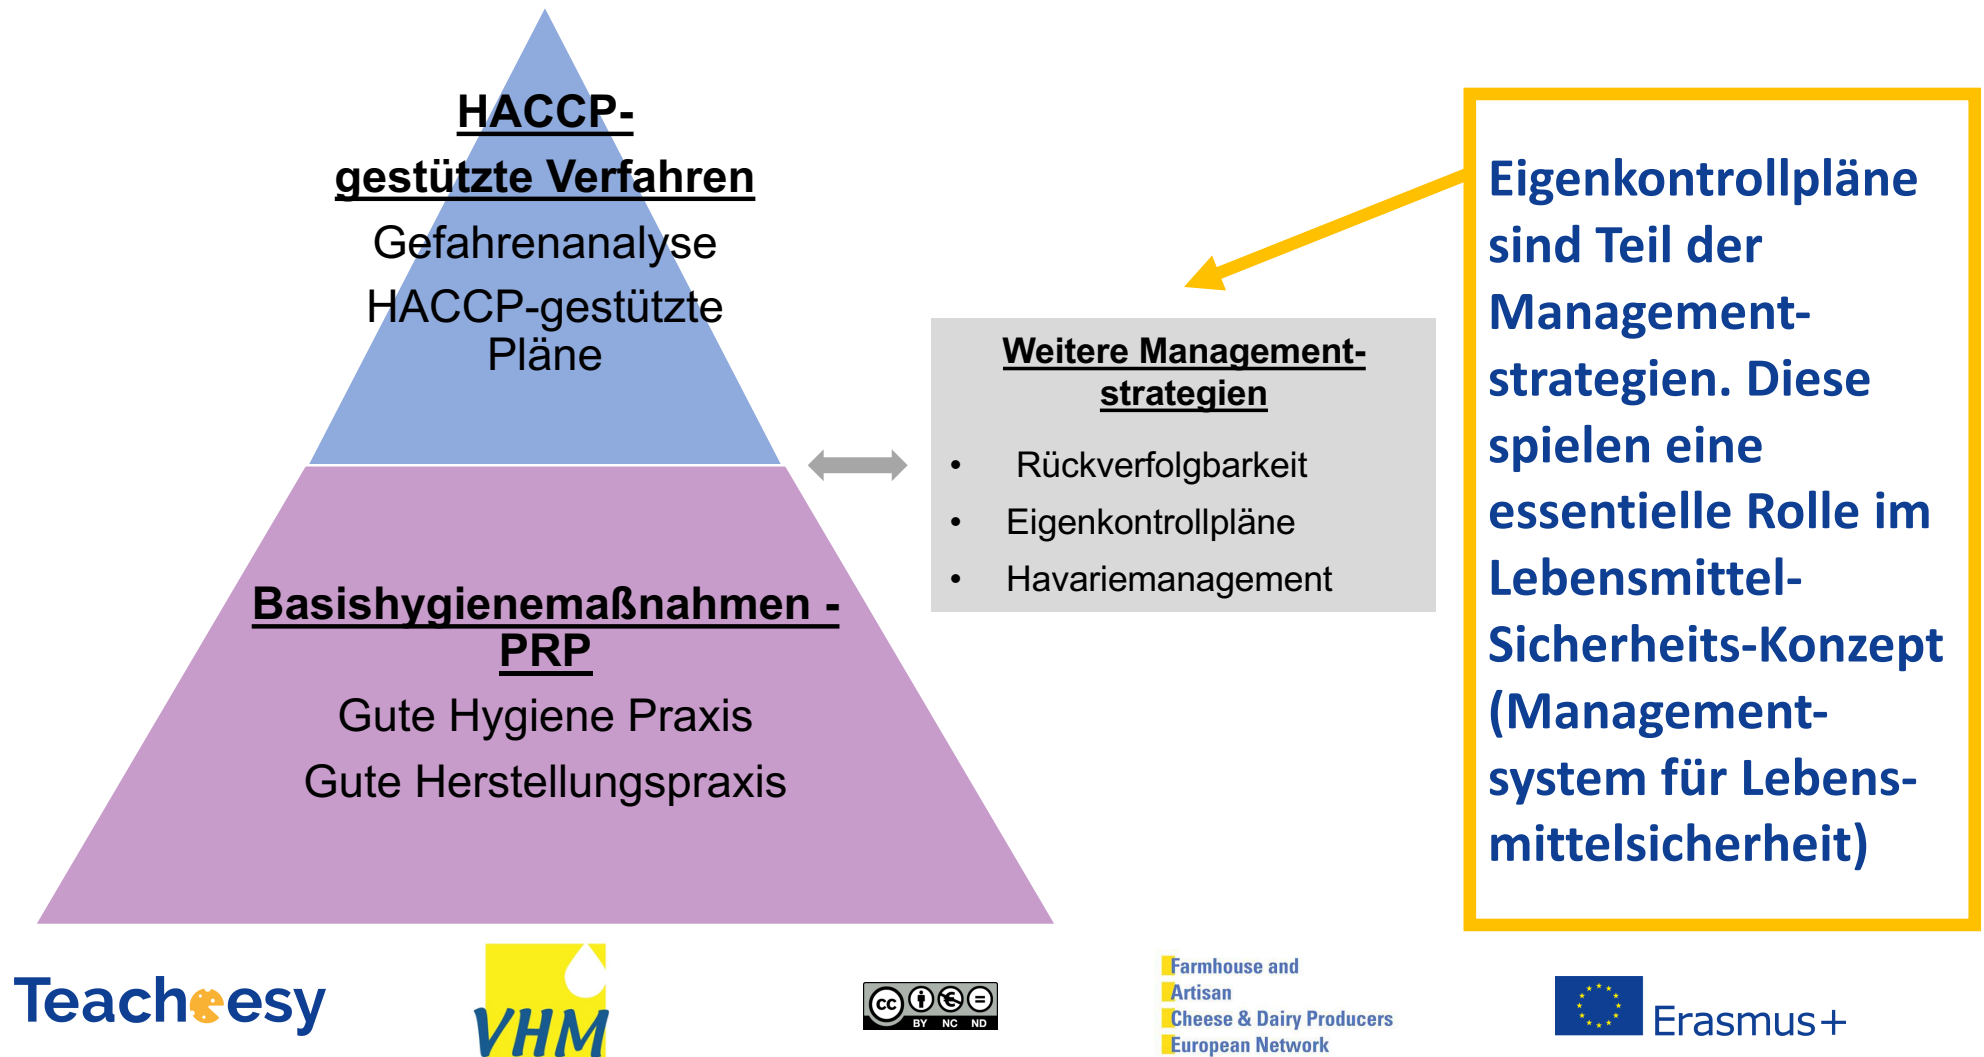 HACCP-
gestützte Verfahren
Gefahrenanalyse
HACCP-gestützte
Pläne
Basishygienemaßnahmen -
PRP
Gute Hygiene Praxis
Gute Herstellungspraxis
Weitere Management-
strategien
• Rückverfolgbarkeit
• Eigenkontrollpläne
• Havariemanagement
Eigenkontrollpläne
sind Teil der
Management-
strategien. Diese
spielen eine
essentielle Rolle im
Lebensmittel-
Sicherheits-Konzept
(Management-
system für Lebens-
mittelsicherheit)
Teacheesy
VHM
cc
BY NC ND
Farmhouse and
Artisan
Cheese & Dairy Producers
European Network
Erasmus+